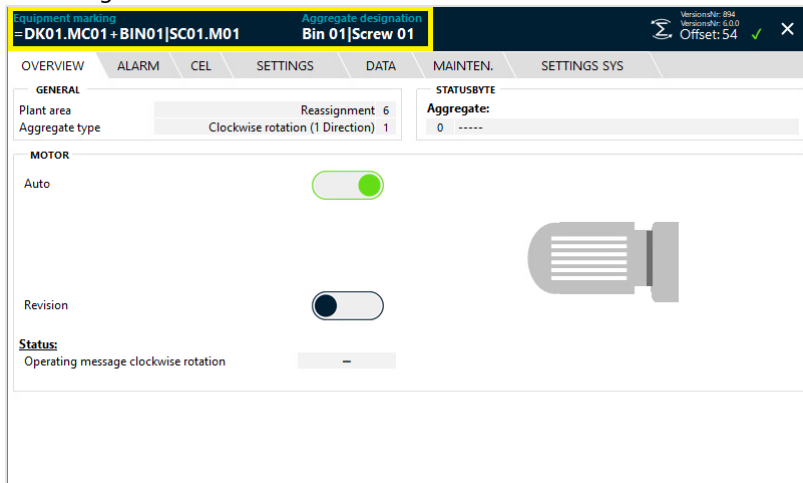 Equipment marking Aggregate designation
=DK01.MC01+BIN01|SC01.M01 Bin 01|Screw 01
VersionsNr: 894
VersionsNr: 6.0.0
Offset: 54 ✓ ×
OVERVIEW ALARM CEL SETTINGS DATA MAINTEN. SETTINGS SYS
GENERAL
Plant area Reassignment 6
Aggregate type Clockwise rotation (1 Direction) 1
STATUSBYTE
Aggregate:
0 -----
MOTOR
Auto
Revision
Status:
Operating message clockwise rotation –